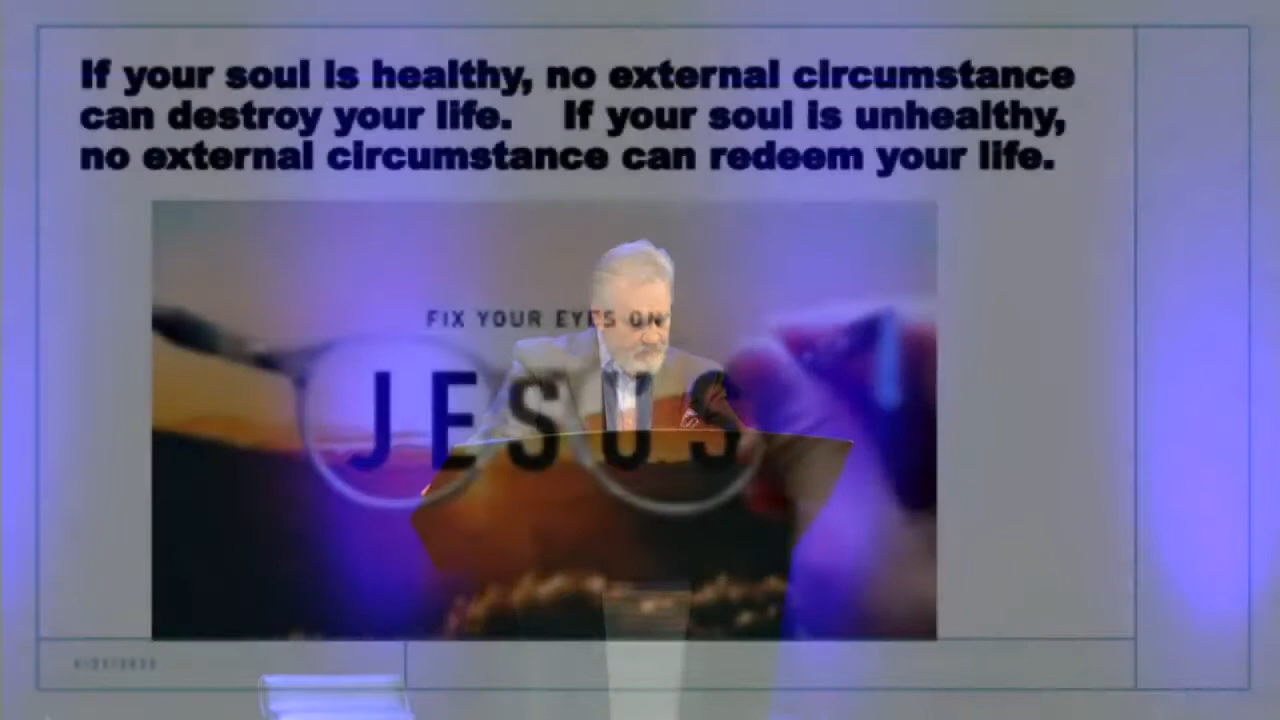 If your soul is healthy, no external circumstance
can destroy your life. If your soul is unhealthy,
no external circumstance can redeem your life.
FIX YOUR EYES ON
JESUS